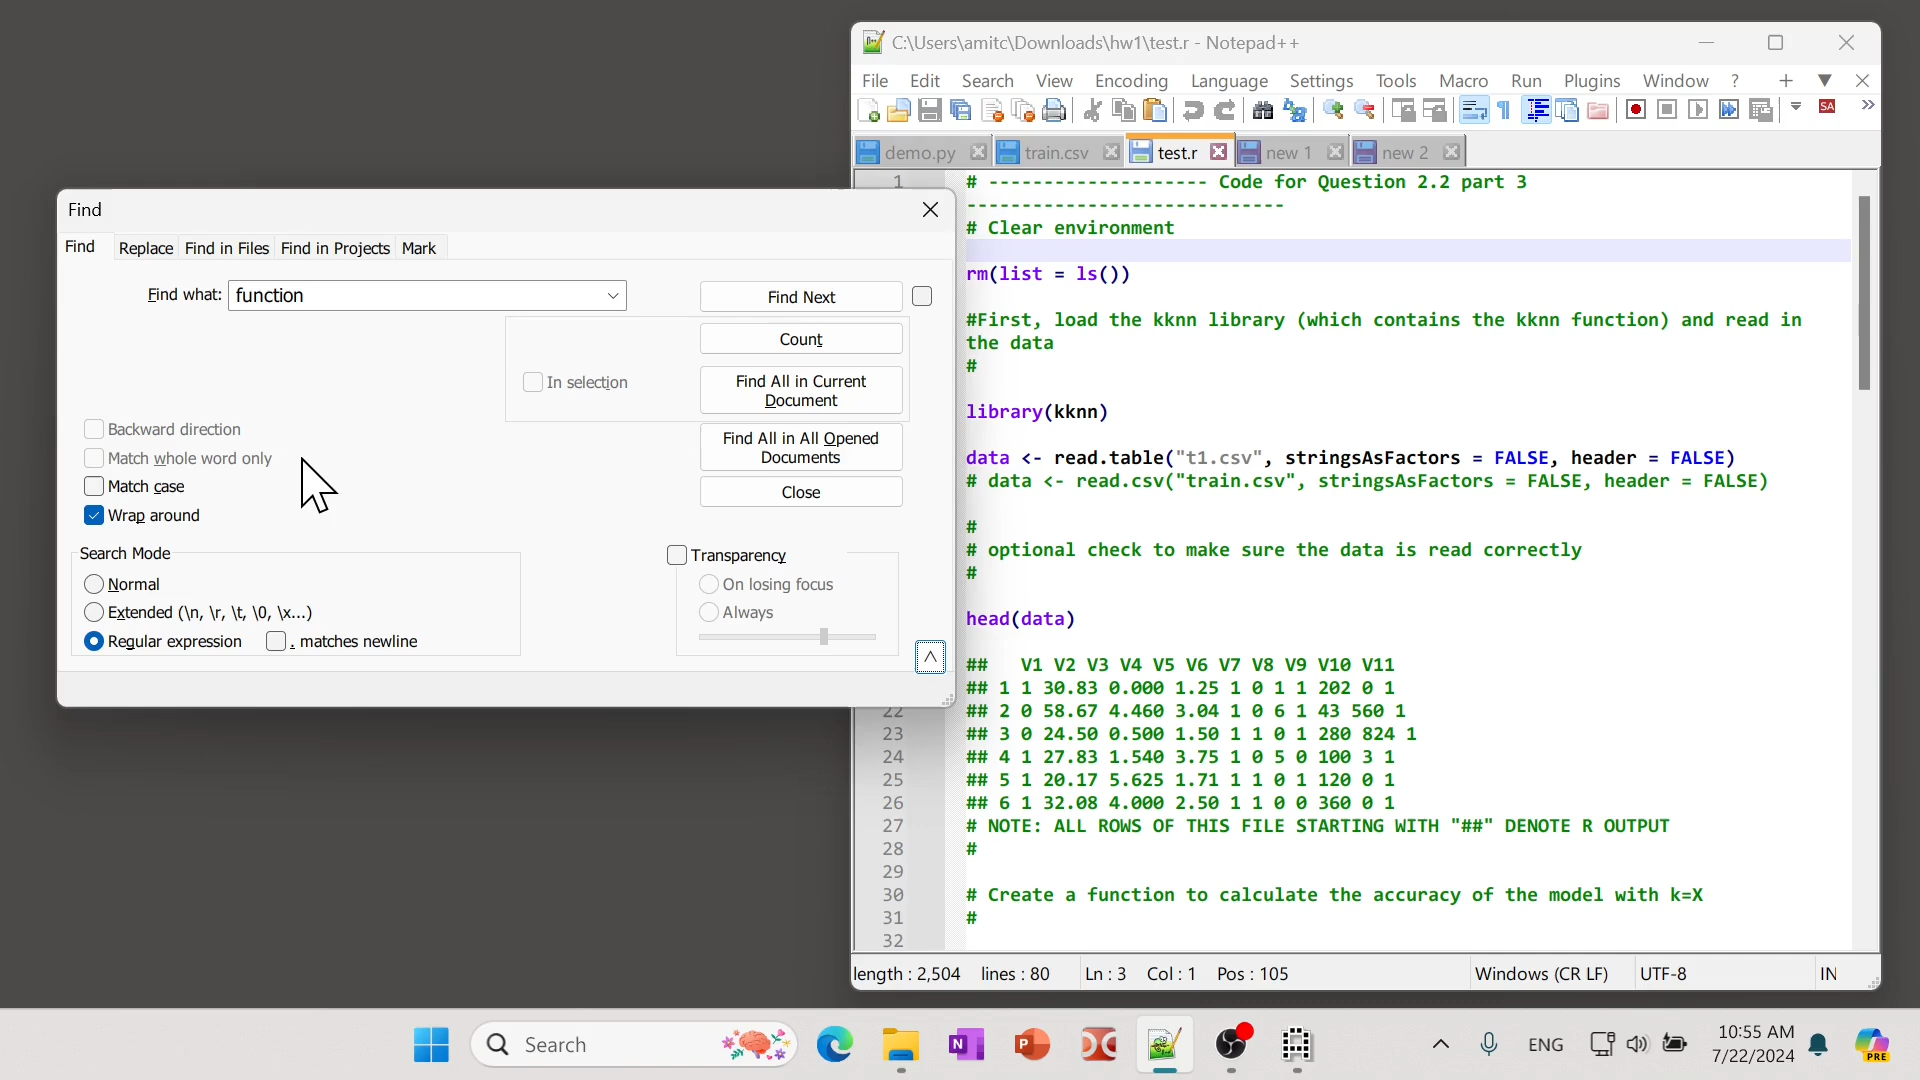 C:\Users\amitc\Downloads\hw1\test.r - Notepad++
File Edit Search View Encoding Language Settings Tools Macro Run Plugins Window ? + ▼ X
demo.py train.csv test.r new 1 new 2
Find
Find Replace Find in Files Find in Projects Mark
Find what: function
Find Next
Count
In selection
Find All in Current
Document
Find All in All Opened
Documents
Close
Backward direction
Match whole word only
Match case
Wrap around
Search Mode
Normal
Extended (\n, \r, \t, \0, \x...)
Regular expression . matches newline
Transparency
On losing focus
Always
1 # -------------------- Code for Question 2.2 part 3
-----------------------------
# Clear environment
rm(list = ls())
#First, load the kknn library (which contains the kknn function) and read in
the data
#
library(kknn)
data <- read.table("t1.csv", stringsAsFactors = FALSE, header = FALSE)
# data <- read.csv("train.csv", stringsAsFactors = FALSE, header = FALSE)
#
# optional check to make sure the data is read correctly
#
head(data)
## V1 V2 V3 V4 V5 V6 V7 V8 V9 V10 V11
## 1 1 30.83 0.000 1.25 1 0 1 1 202 0 1
22 ## 2 0 58.67 4.460 3.04 1 0 6 1 43 560 1
23 ## 3 0 24.50 0.500 1.50 1 1 0 1 280 824 1
24 ## 4 1 27.83 1.540 3.75 1 0 5 0 100 3 1
25 ## 5 1 20.17 5.625 1.71 1 1 0 1 120 0 1
26 ## 6 1 32.08 4.000 2.50 1 1 0 0 360 0 1
27 # NOTE: ALL ROWS OF THIS FILE STARTING WITH "##" DENOTE R OUTPUT
28 #
29
30 # Create a function to calculate the accuracy of the model with k=X
31 #
32
length : 2,504 lines : 80 Ln : 3 Col : 1 Pos : 105 Windows (CR LF) UTF-8 IN
Search
ENG
10:55 AM
7/22/2024
PRE